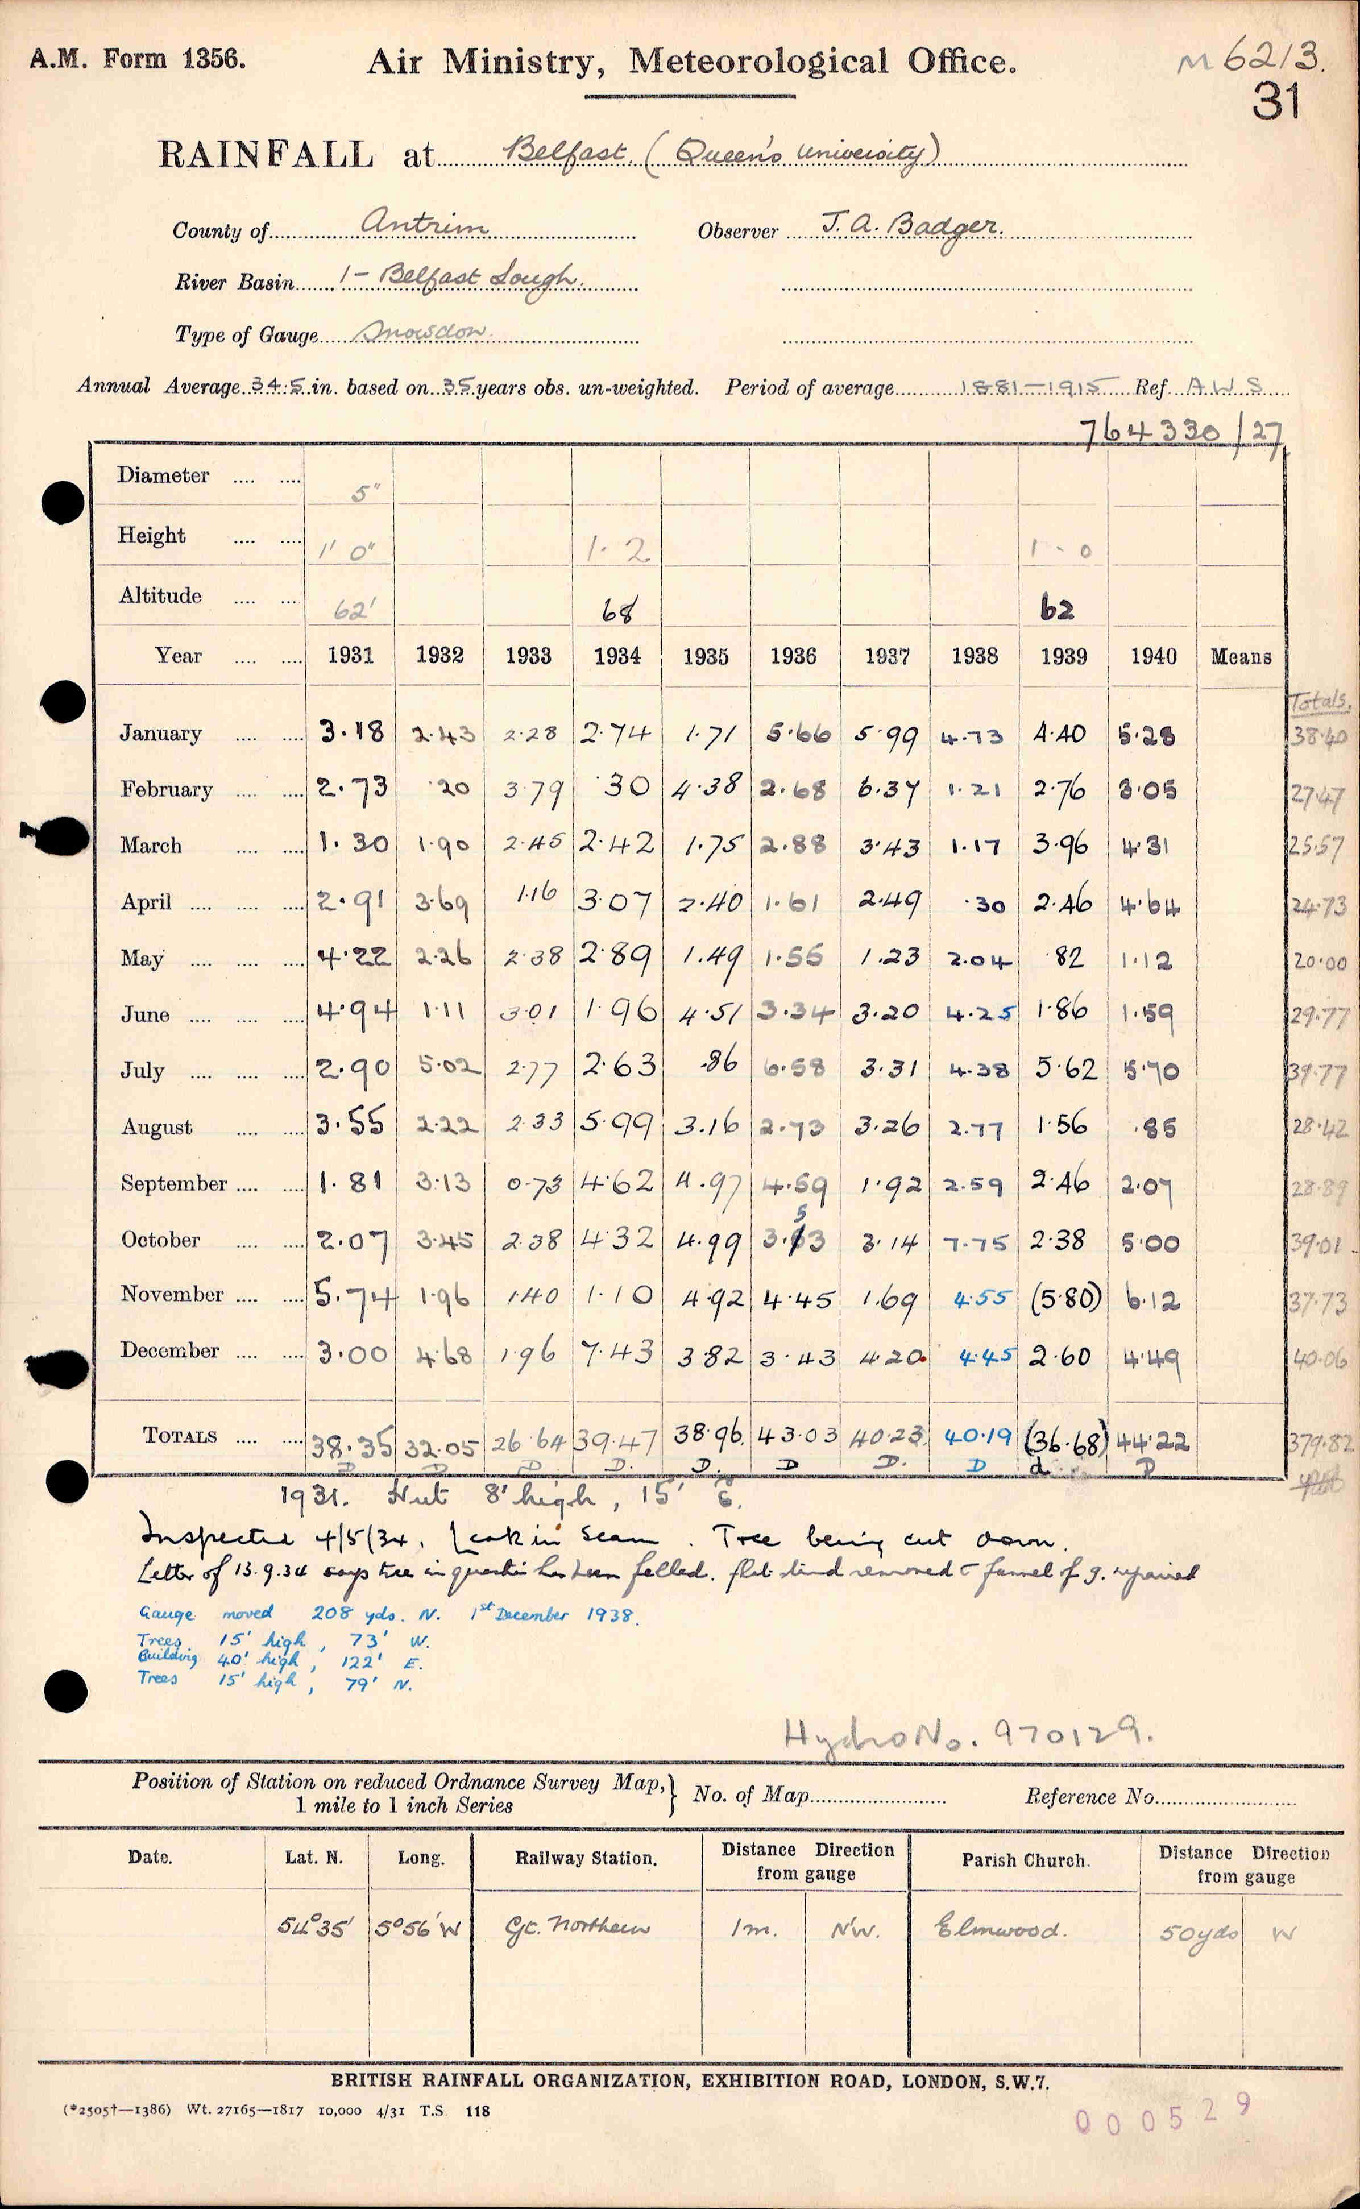 A.M. Form 1356. Air Ministry, Meteorological Office. M 6213.
31
RAINFALL at Belfast. (Queen's University)
County of Antrim Observer J. A. Badger.
River Basin 1 - Belfast Lough.
Type of Gauge Snowdon.
Annual Average 34.5 in. based on 35 years obs. un-weighted. Period of average 1881-1915 Ref. A W S
764330/27
Diameter .... .... 5"
Height .... .... 1' 0" 1. 2 1 - 0
Altitude .... .... 62' 68 62
Year .... .... 1931 1932 1933 1934 1935 1936 1937 1938 1939 1940 Means
Totals.
January .... .... 3.18 2.43 2.28 2.74 1.71 5.66 5.99 4.73 4.40 5.28 38.40
February .... .... 2.73 .20 3.79 .30 4.38 2.68 6.37 1.21 2.76 3.05 27.47
March .... .... 1.30 1.90 2.45 2.42 1.75 2.88 3.43 1.17 3.96 4.31 25.57
April .... .... .... 2.91 3.69 1.16 3.07 2.40 1.61 2.49 .30 2.46 4.64 24.73
May .... .... .... 4.22 2.26 2.38 2.89 1.49 1.55 1.23 2.04 .82 1.12 20.00
June .... .... .... 4.94 1.11 3.01 1.96 4.51 3.34 3.20 4.25 1.86 1.59 29.77
July .... .... .... 2.90 5.02 2.77 2.63 .86 6.58 3.31 4.38 5.62 5.70 39.77
August .... .... 3.55 2.22 2.33 5.99 3.16 2.73 3.26 2.77 1.56 .85 28.42
September .... .... 1.81 3.13 0.73 4.62 4.97 4.59 1.92 2.59 2.46 2.07 28.89
October .... .... 2.07 3.45 2.38 4.32 4.99 3.53 3.14 7.75 2.38 5.00 39.01
November .... .... 5.74 1.96 1.40 1.10 4.92 4.45 1.69 4.55 (5.80) 6.12 37.73
December .... .... 3.00 4.68 1.96 7.43 3.82 3.43 4.20 4.45 2.60 4.49 40.06
TOTALS .... .... 38.35 32.05 26.64 39.47 38.96 43.03 40.23 40.19 (36.68) 44.22 379.82
D D D D. D. D D. D d D
1931. Hut 8' high, 15' E.
Inspected 4/5/34. Leak in seam. Tree being cut down.
Letter of 13.9.34 says tree in question has been felled. removed & funnel of g. repaired
Gauge moved 208 yds. N. 1st December 1938.
Trees 15' high, 73' W.
Building 40' high, 122' E.
Trees 15' high, 79' N.
Hydro No. 970129.
Position of Station on reduced Ordnance Survey Map, } No. of Map Reference No.
1 mile to 1 inch Series
Date. Lat. N. Long. Railway Station. Distance Direction from gauge Parish Church. Distance Direction from gauge
54°35' 5°56'W Gt. Northern 1m. NW. Elmwood. 50yds W
BRITISH RAINFALL ORGANIZATION, EXHIBITION ROAD, LONDON, S.W.7.
(*2505†—1386) Wt. 27165—1817 10,000 4/31 T.S. 118
000529